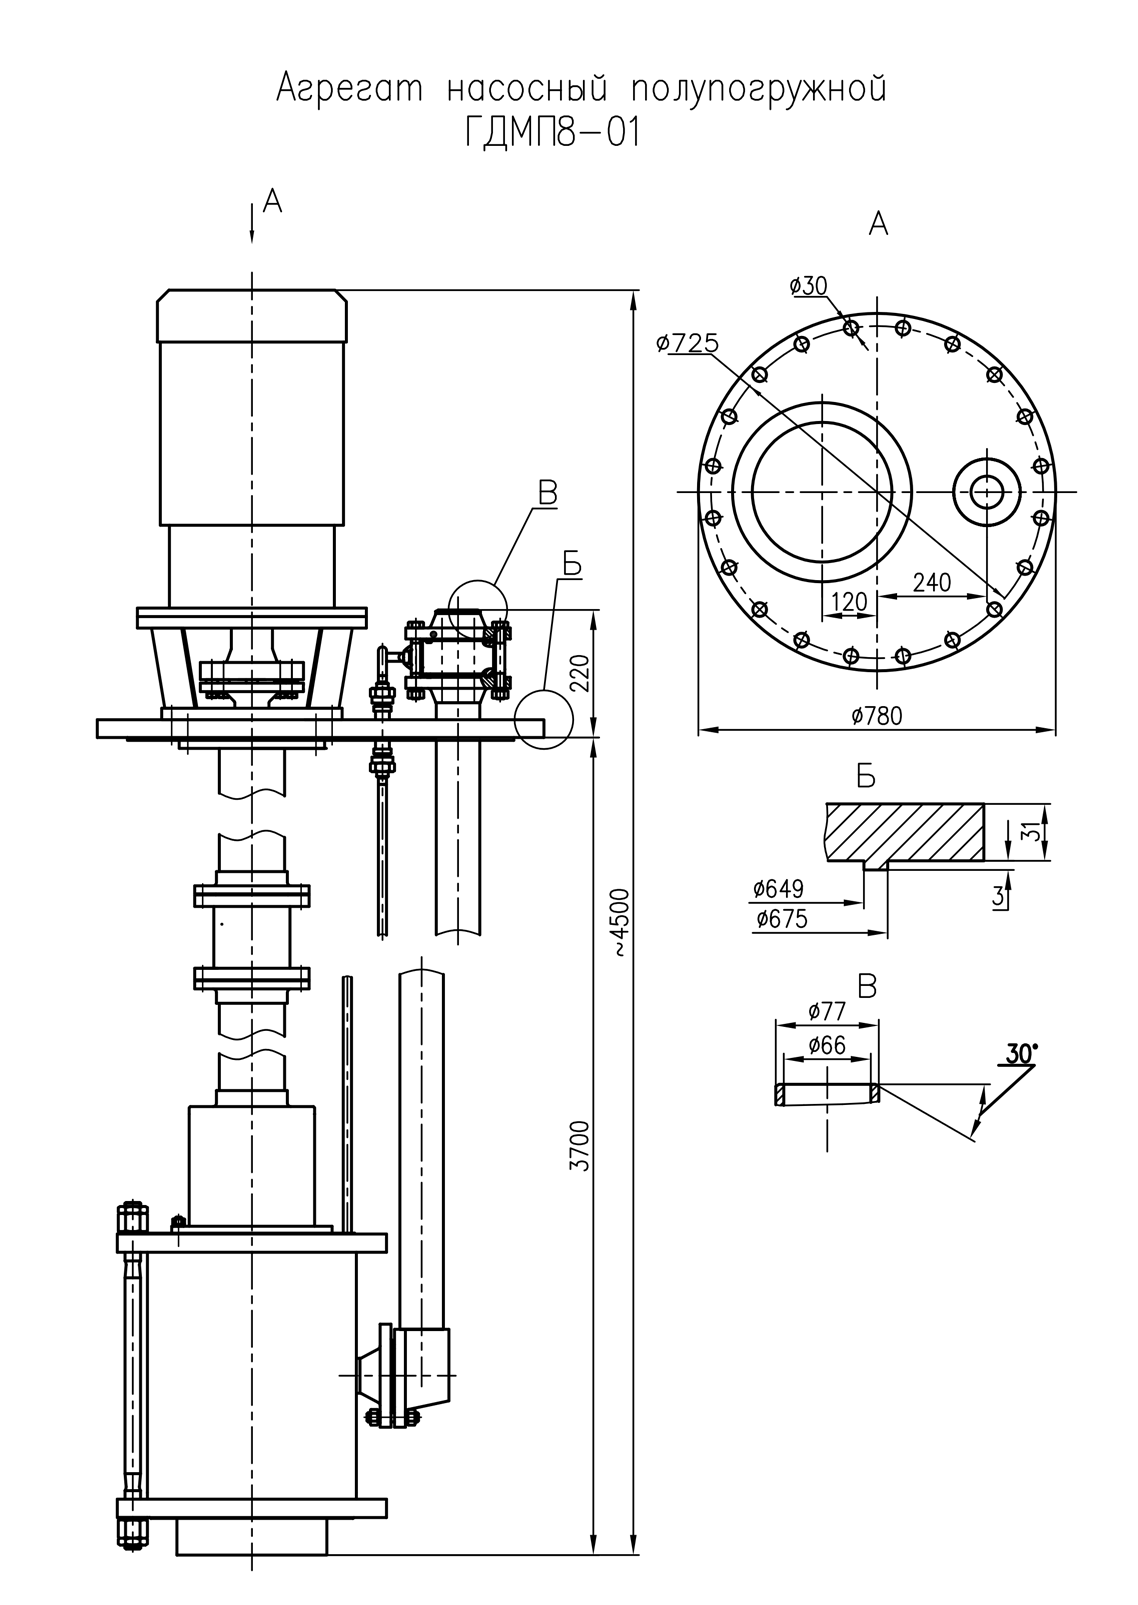 Агрегат насосный полупогружной
ГДМП8-01
А
А
ø30
ø725
В
Б
240
120
220
ø780
Б
31
ø649
3
ø675
~4500
В
ø77
ø66
30°
3700